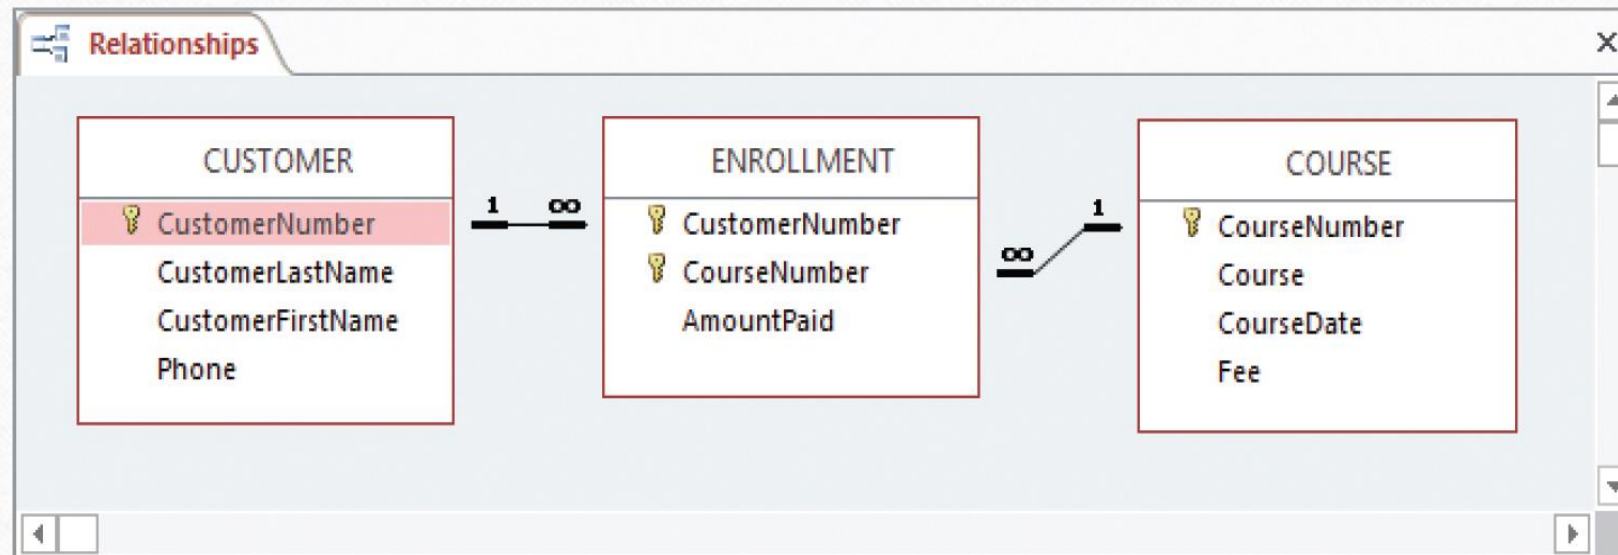 Relationships
CUSTOMER
CustomerNumber
CustomerLastName
CustomerFirstName
Phone
1 ∞
ENROLLMENT
CustomerNumber
CourseNumber
AmountPaid
∞ 1
COURSE
CourseNumber
Course
CourseDate
Fee